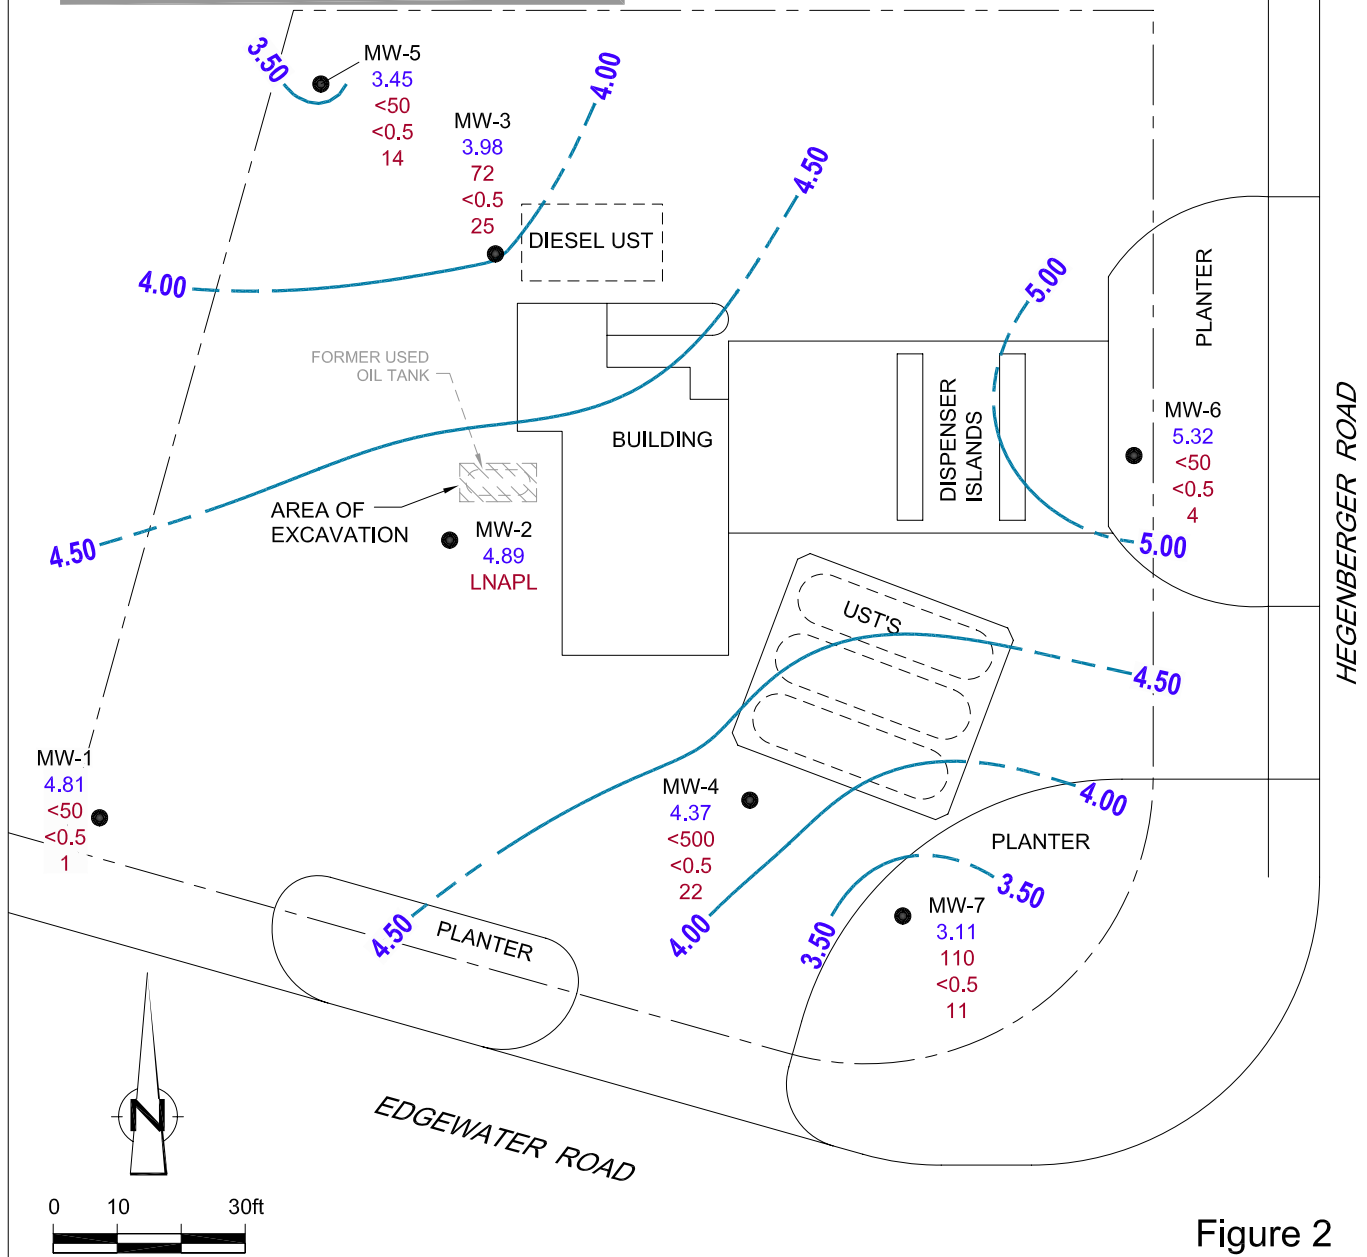 3.50
MW-5
3.45
<50
<0.5
14
4.00
MW-3
3.98
72
<0.5
25
4.50
DIESEL UST
4.00
5.00
PLANTER
FORMER USED
OIL TANK
BUILDING
DISPENSER
ISLANDS
MW-6
5.32
<50
<0.5
4
HEGENBERGER ROAD
AREA OF
EXCAVATION
MW-2
4.89
LNAPL
4.50
5.00
UST'S
4.50
MW-1
4.81
<50
<0.5
1
MW-4
4.37
<500
<0.5
22
4.00
PLANTER
3.50
4.50
PLANTER
4.00
3.50
MW-7
3.11
110
<0.5
11
N
EDGEWATER ROAD
0 10 30ft
Figure 2